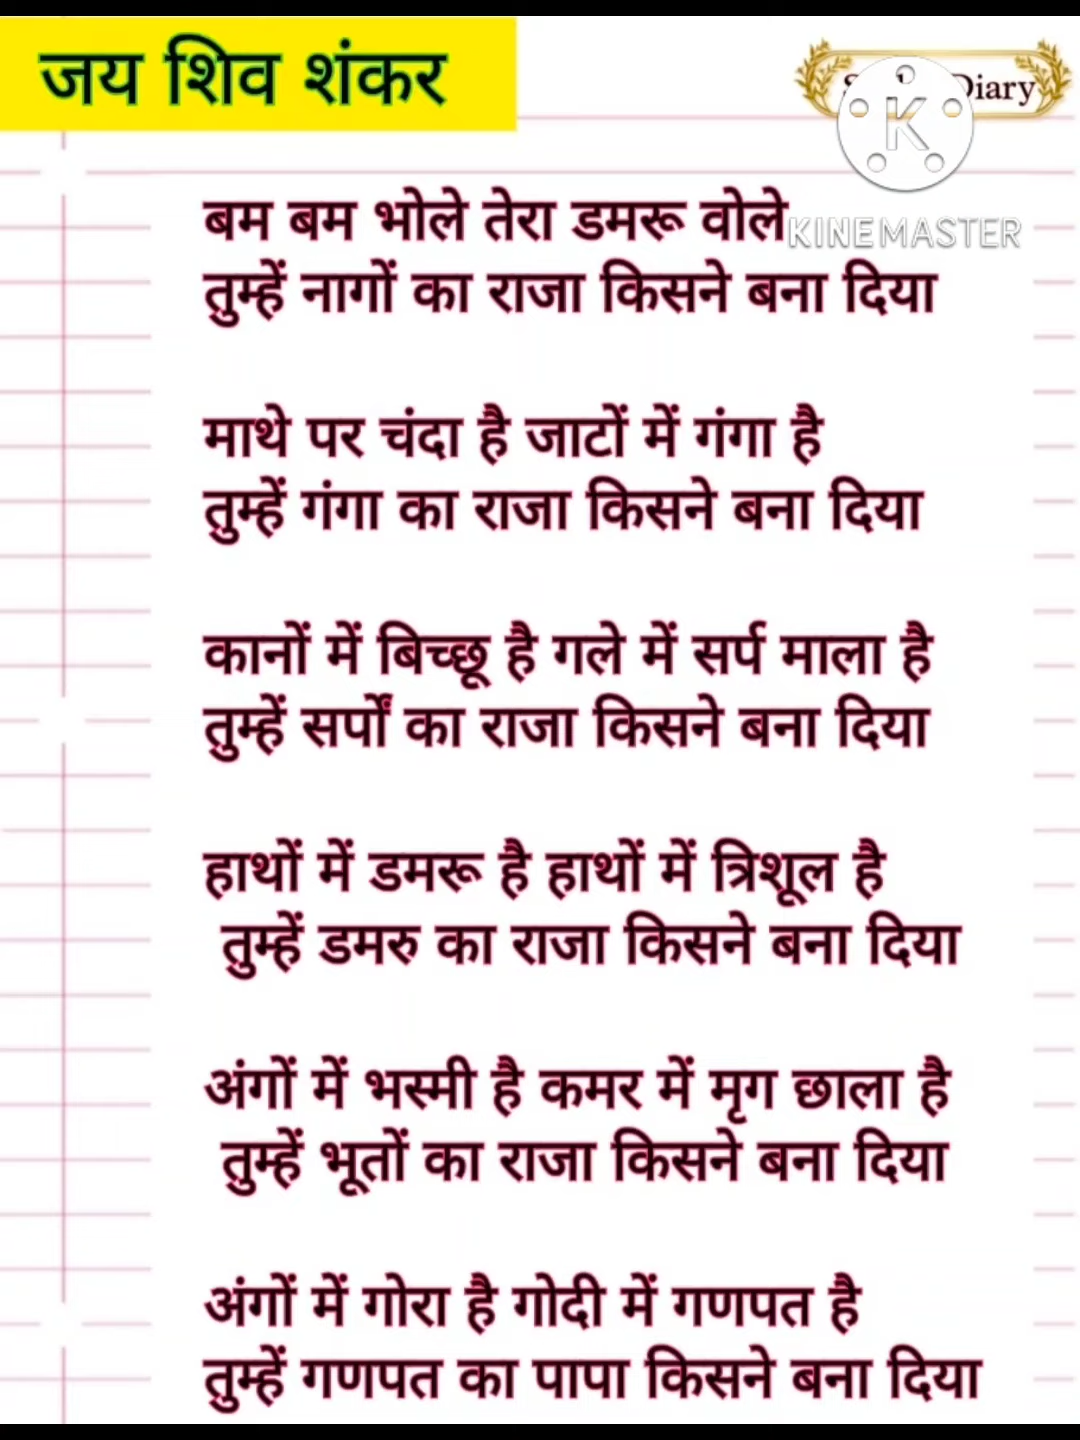 जय शिव शंकर
Diary
KINEMASTER
बम बम भोले तेरा डमरू वोले
तुम्हें नागों का राजा किसने बना दिया
माथे पर चंदा है जाटों में गंगा है
तुम्हें गंगा का राजा किसने बना दिया
कानों में बिच्छू है गले में सर्प माला है
तुम्हें सर्पों का राजा किसने बना दिया
हाथों में डमरू है हाथों में त्रिशूल है
तुम्हें डमरु का राजा किसने बना दिया
अंगों में भस्मी है कमर में मृग छाला है
तुम्हें भूतों का राजा किसने बना दिया
अंगों में गोरा है गोदी में गणपत है
तुम्हें गणपत का पापा किसने बना दिया